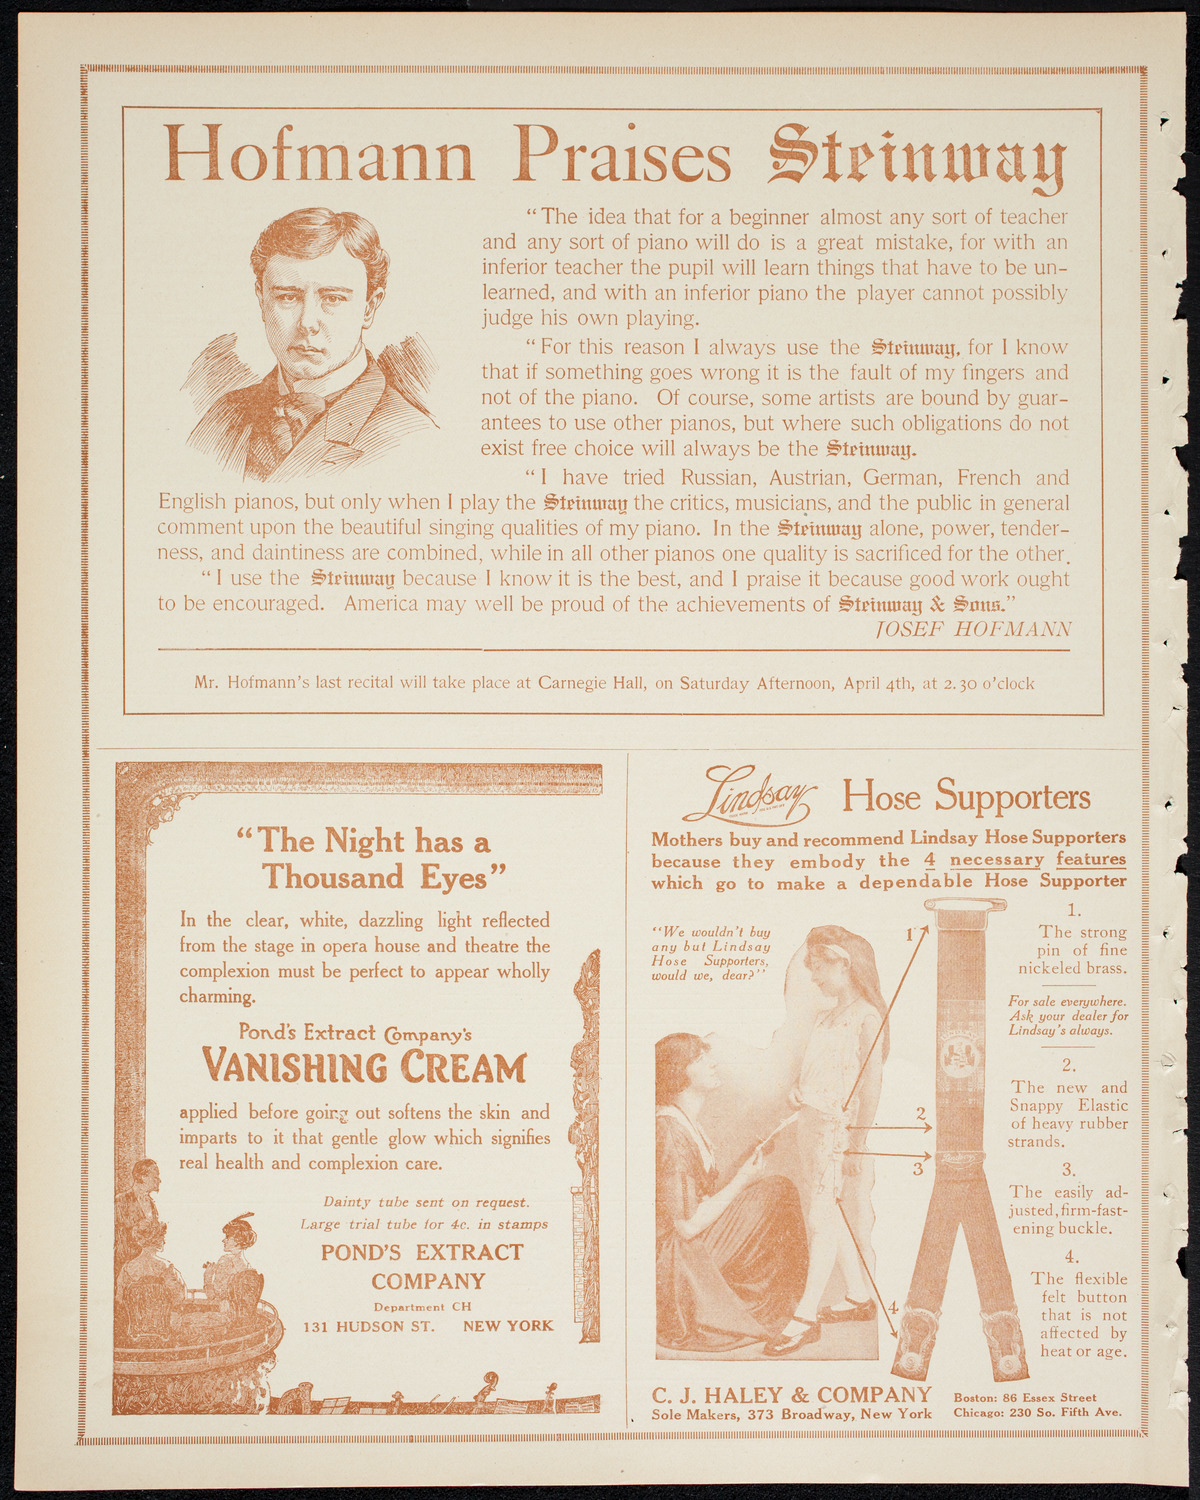 Hofmann Praises Steinway
“The idea that for a beginner almost any sort of teacher
and any sort of piano will do is a great mistake, for with an
inferior teacher the pupil will learn things that have to be un-
learned, and with an inferior piano the player cannot possibly
judge his own playing.
“For this reason I always use the Steinway, for I know
that if something goes wrong it is the fault of my fingers and
not of the piano. Of course, some artists are bound by guar-
antees to use other pianos, but where such obligations do not
exist free choice will always be the Steinway.
“I have tried Russian, Austrian, German, French and
English pianos, but only when I play the Steinway the critics, musicians, and the public in general
comment upon the beautiful singing qualities of my piano. In the Steinway alone, power, tender-
ness, and daintiness are combined, while in all other pianos one quality is sacrificed for the other.
“I use the Steinway because I know it is the best, and I praise it because good work ought
to be encouraged. America may well be proud of the achievements of Steinway & Sons.”
JOSEF HOFMANN
Mr. Hofmann’s last recital will take place at Carnegie Hall, on Saturday Afternoon, April 4th, at 2.30 o’clock
“The Night has a
Thousand Eyes”
In the clear, white, dazzling light reflected
from the stage in opera house and theatre the
complexion must be perfect to appear wholly
charming.
Pond’s Extract Company’s
VANISHING CREAM
applied before going out softens the skin and
imparts to it that gentle glow which signifies
real health and complexion care.
Dainty tube sent on request.
Large trial tube for 4c. in stamps
POND’S EXTRACT
COMPANY
Department CH
131 HUDSON ST. NEW YORK
Lindsay Hose Supporters
Mothers buy and recommend Lindsay Hose Supporters
because they embody the 4 necessary features
which go to make a dependable Hose Supporter
“We wouldn’t buy
any but Lindsay
Hose Supporters,
would we, dear?”
1
2
3
4
1.
The strong
pin of fine
nickeled brass.
For sale everywhere.
Ask your dealer for
Lindsay’s always.
2.
The new and
Snappy Elastic
of heavy rubber
strands.
3.
The easily ad-
justed, firm-fast-
ening buckle.
4.
The flexible
felt button
that is not
affected by
heat or age.
C. J. HALEY & COMPANY
Sole Makers, 373 Broadway, New York
Boston: 86 Essex Street
Chicago: 230 So. Fifth Ave.